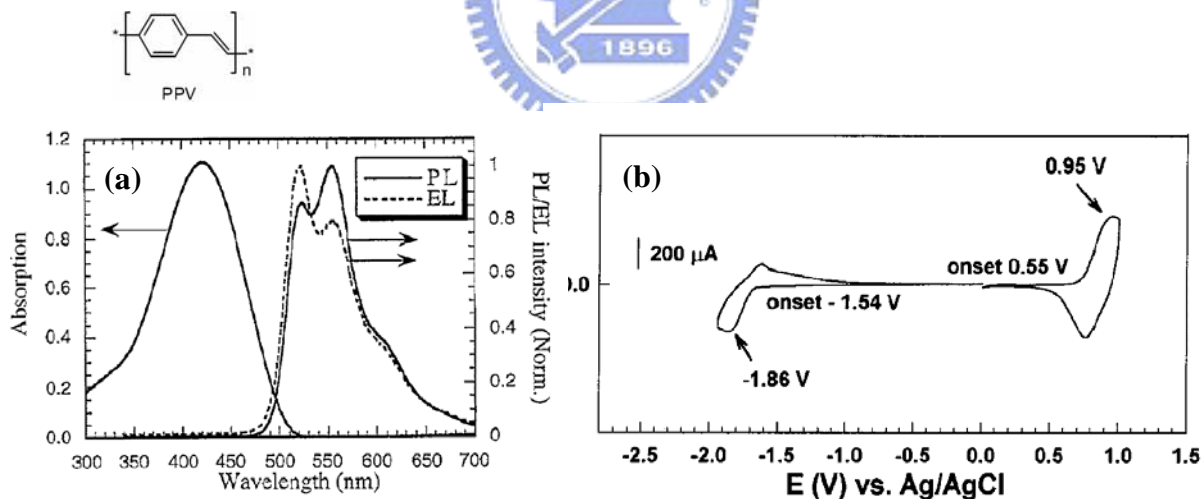 1896
* [ ]n *
PPV
(a)
PL
EL
1.2
1.0
0.8
0.6
0.4
0.2
0.0
Absorption
1
0.8
0.6
0.4
0.2
0
PL/EL intensity (Norm.)
300 350 400 450 500 550 600 650 700
Wavelength (nm)
(b)
0.95 V
200 μA
onset 0.55 V
0.0
onset - 1.54 V
-1.86 V
-2.5 -2.0 -1.5 -1.0 -0.5 0.0 0.5 1.0 1.5
E (V) vs. Ag/AgCl